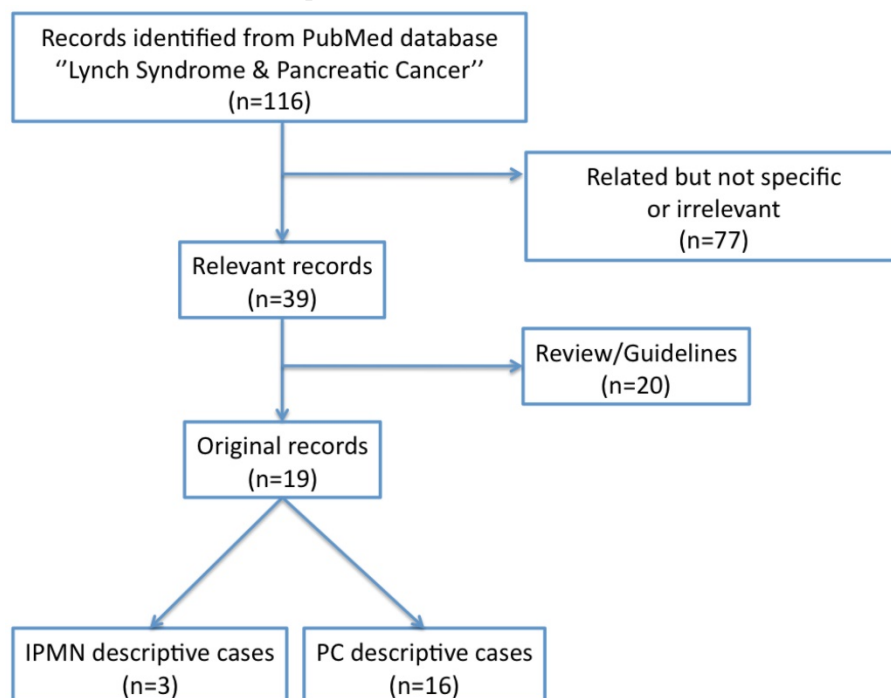 Records identified from PubMed database
‘’Lynch Syndrome & Pancreatic Cancer’’
(n=116)
Related but not specific
or irrelevant
(n=77)
Relevant records
(n=39)
Review/Guidelines
(n=20)
Original records
(n=19)
IPMN descriptive cases
(n=3)
PC descriptive cases
(n=16)